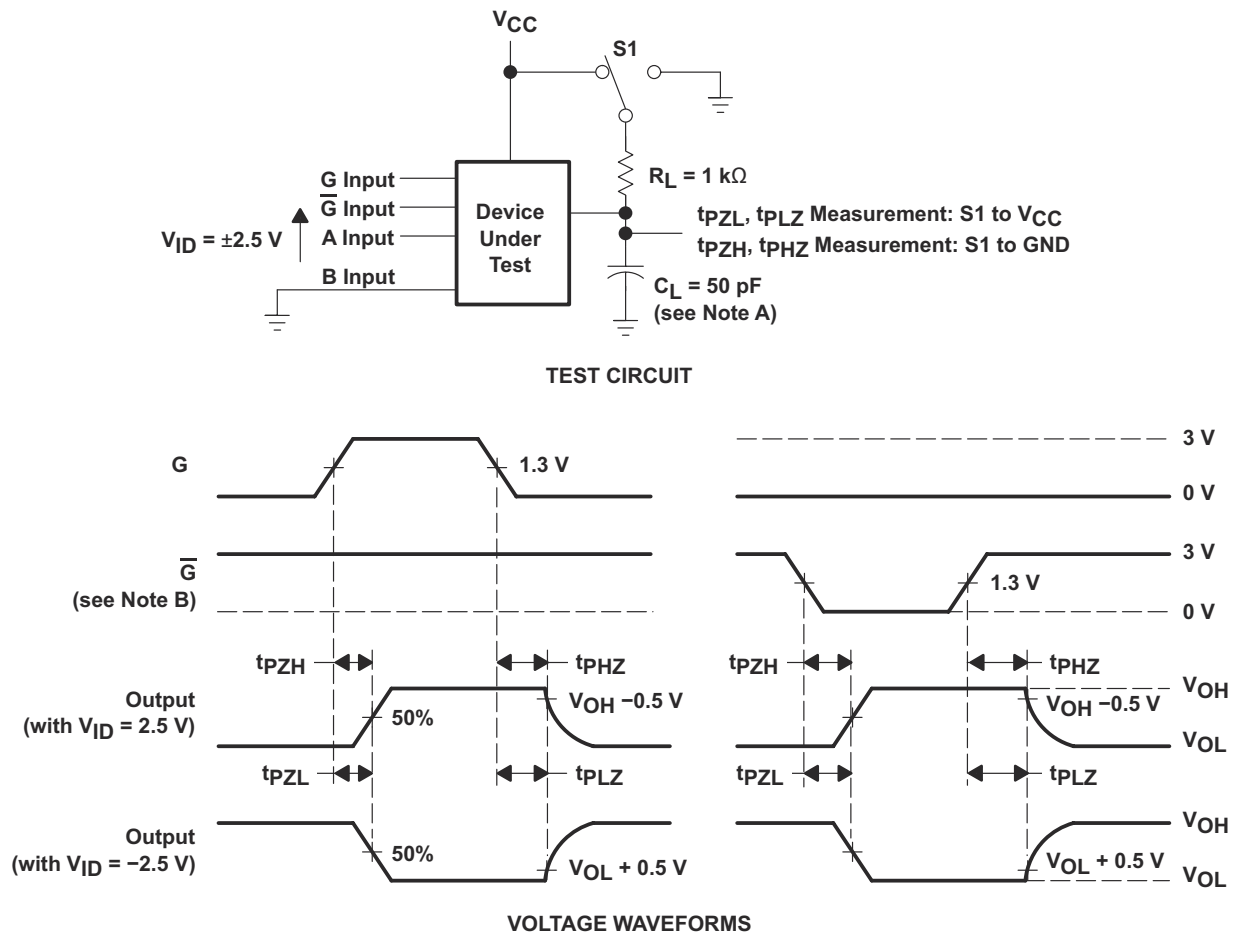 VCC
S1
G Input
G̅ Input
VID = ±2.5 V
A Input
B Input
Device
Under
Test
RL = 1 kΩ
tPZL, tPLZ Measurement: S1 to VCC
tPZH, tPHZ Measurement: S1 to GND
CL = 50 pF
(see Note A)
TEST CIRCUIT
G
1.3 V
3 V
0 V
G̅
(see Note B)
1.3 V
3 V
0 V
tPZH
tPHZ
tPZH
tPHZ
Output
(with VID = 2.5 V)
50%
VOH −0.5 V
VOH −0.5 V
VOH
VOL
tPZL
tPLZ
tPZL
tPLZ
Output
(with VID = −2.5 V)
50%
VOL + 0.5 V
VOL + 0.5 V
VOH
VOL
VOLTAGE WAVEFORMS